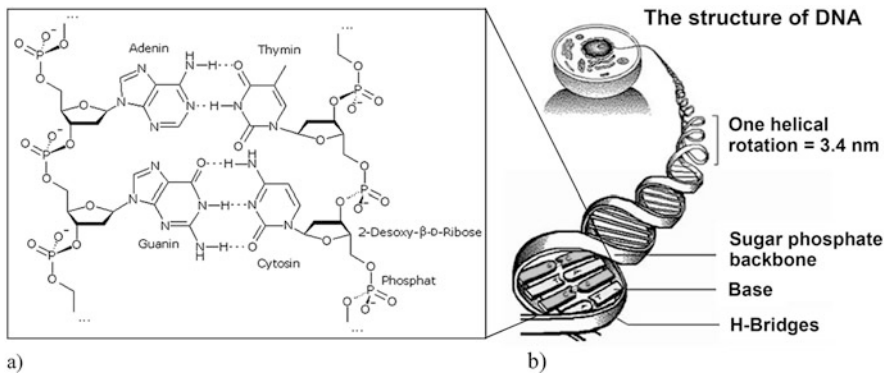 ...
Adenin
Thymin
Guanin
Cytosin
2-Desoxy-β-D-Ribose
Phosphat
...
a)
The structure of DNA
One helical
rotation = 3.4 nm
Sugar phosphate
backbone
Base
H-Bridges
b)